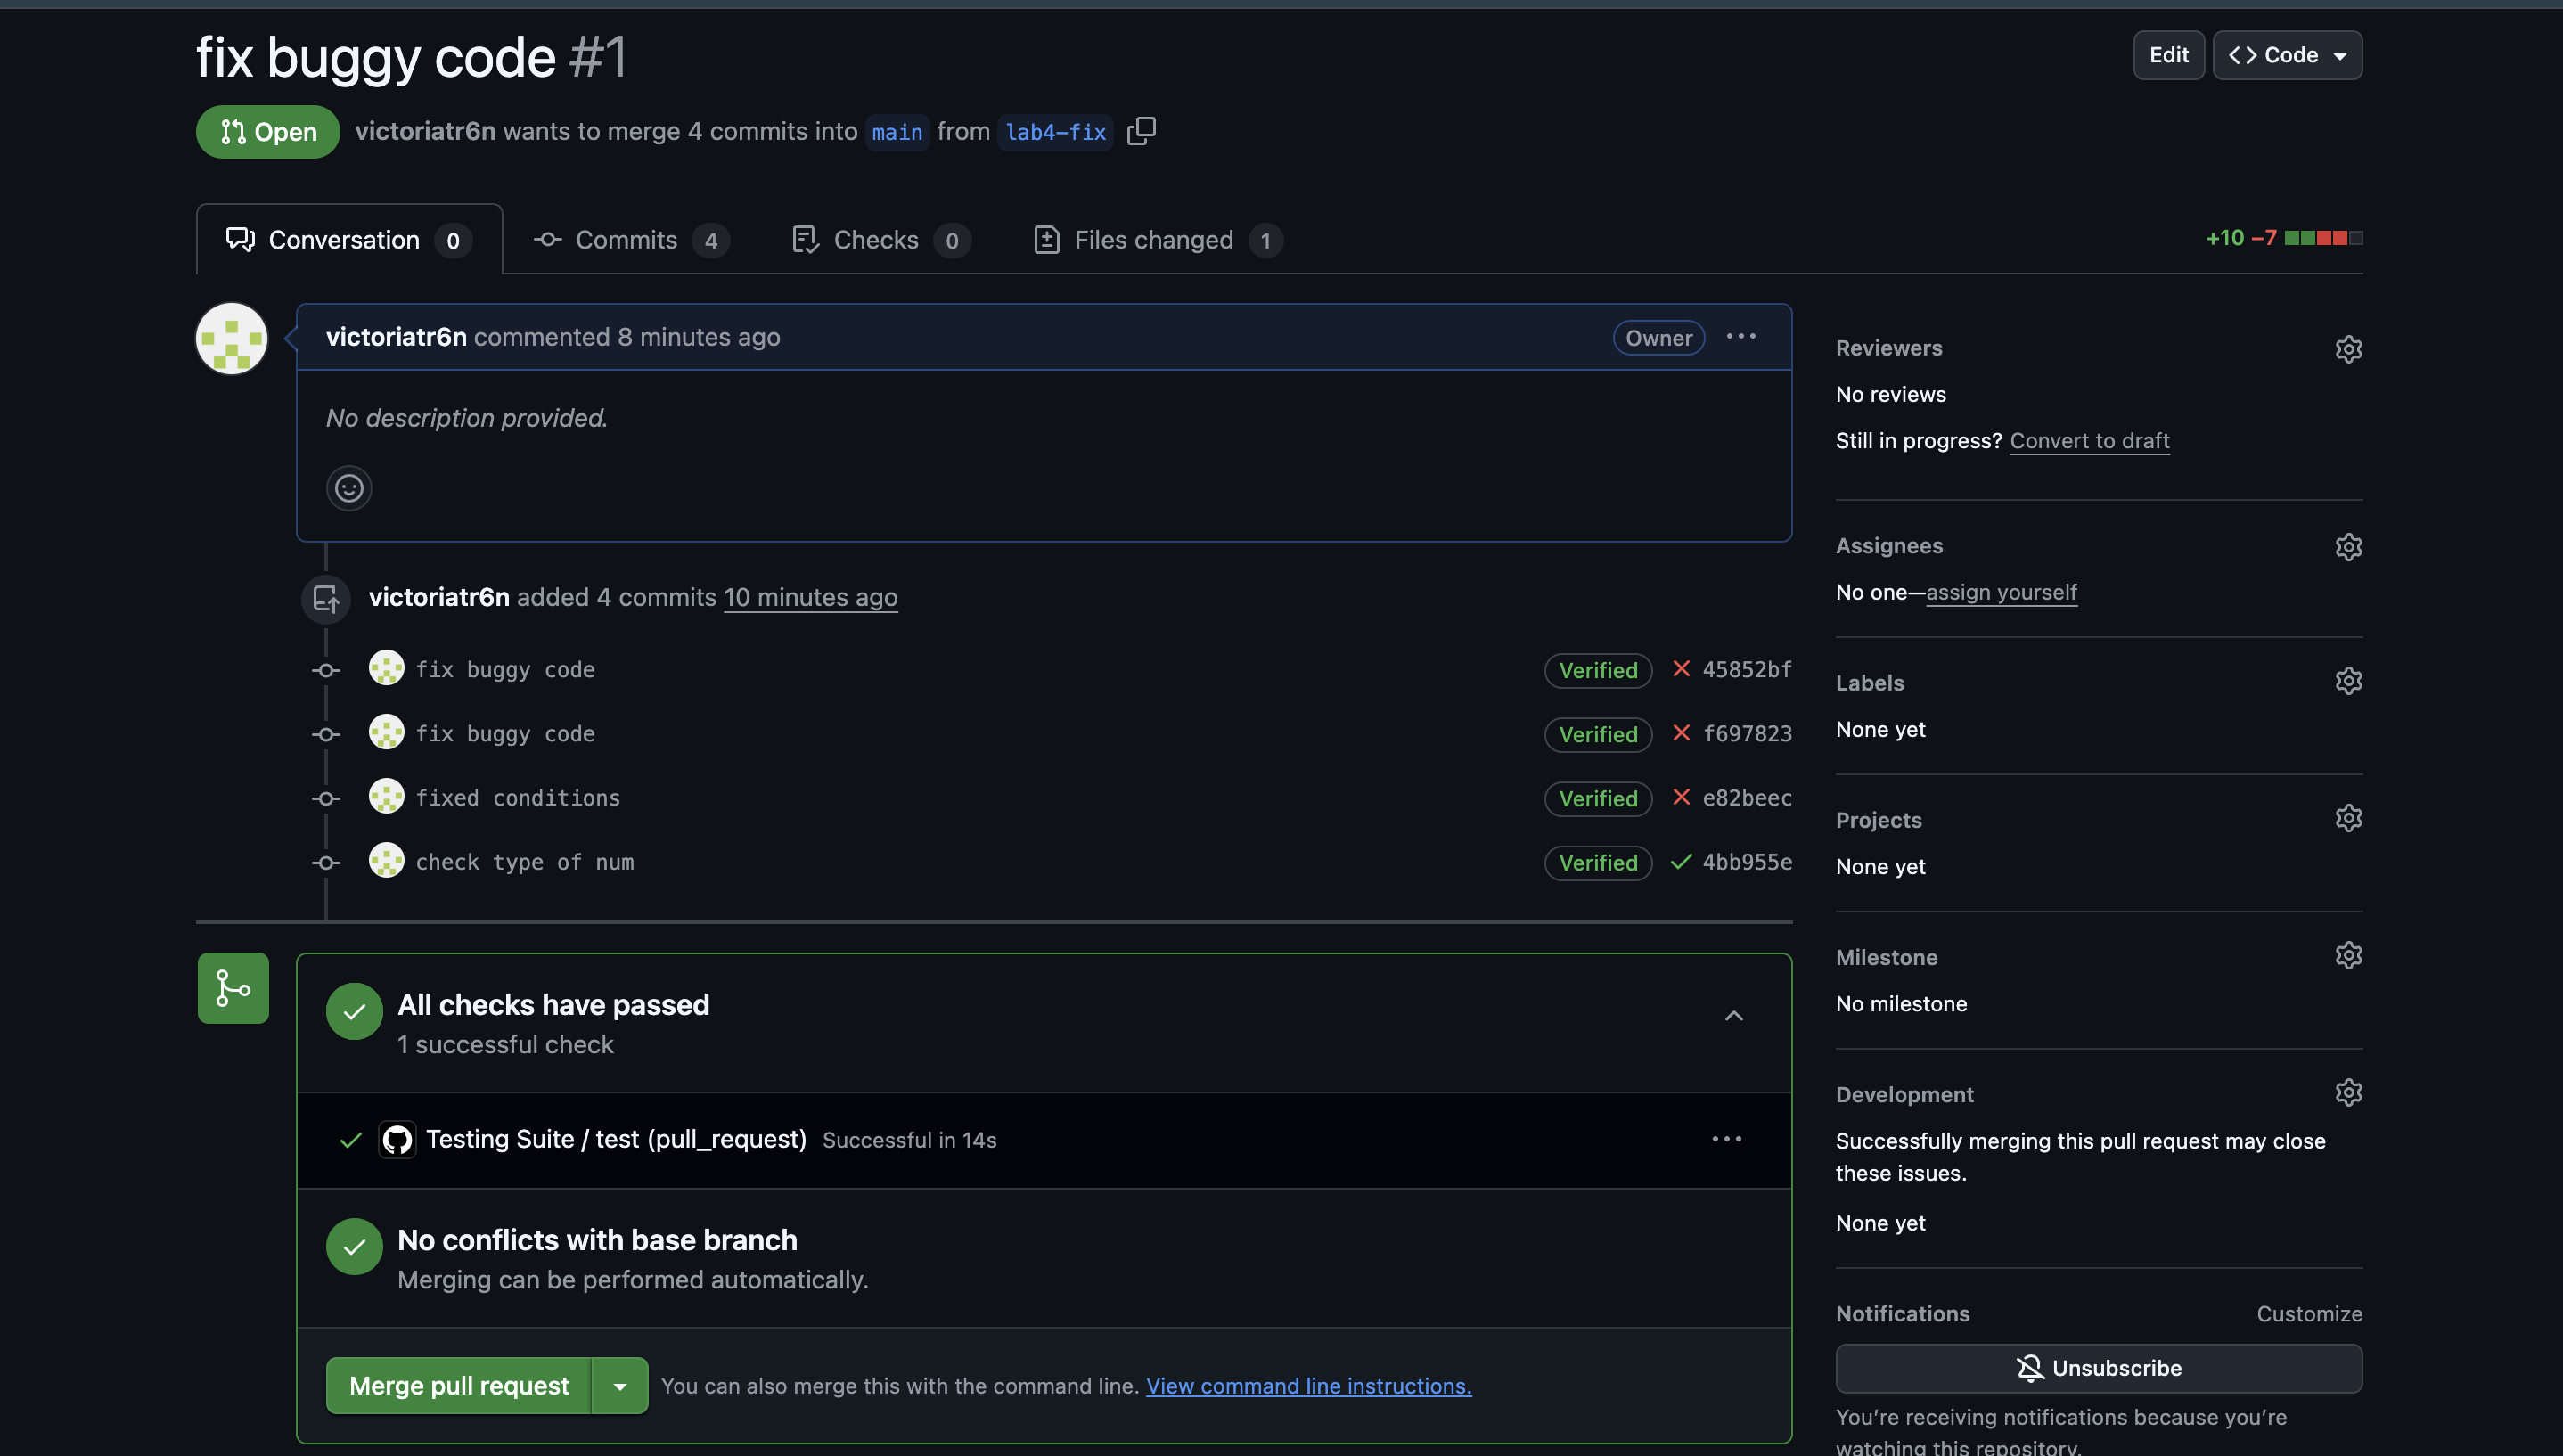 fix buggy code #1
Edit
Code
Open
victoriatr6n wants to merge 4 commits into main from lab4-fix
Conversation 0
Commits 4
Checks 0
Files changed 1
+10 −7
victoriatr6n commented 8 minutes ago
Owner
No description provided.
victoriatr6n added 4 commits 10 minutes ago
fix buggy code Verified 45852bf
fix buggy code Verified f697823
fixed conditions Verified e82beec
check type of num Verified 4bb955e
All checks have passed
1 successful check
Testing Suite / test (pull_request) Successful in 14s
No conflicts with base branch
Merging can be performed automatically.
Merge pull request
You can also merge this with the command line. View command line instructions.
Reviewers
No reviews
Still in progress? Convert to draft
Assignees
No one—assign yourself
Labels
None yet
Projects
None yet
Milestone
No milestone
Development
Successfully merging this pull request may close
these issues.
None yet
Notifications
Customize
Unsubscribe
You're receiving notifications because you're
watching this repository.